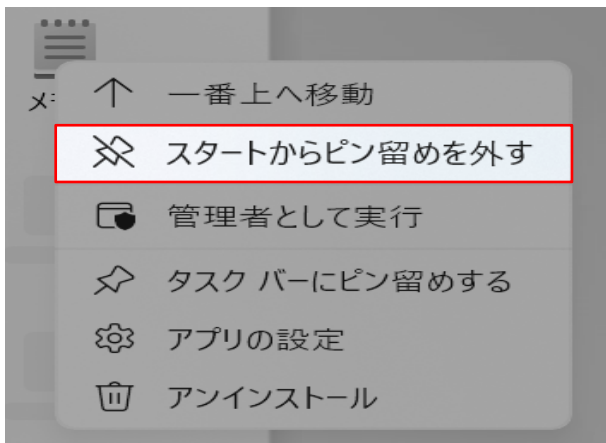 メモ
一番上へ移動
スタートからピン留めを外す
管理者として実行
タスク バーにピン留めする
アプリの設定
アンインストール